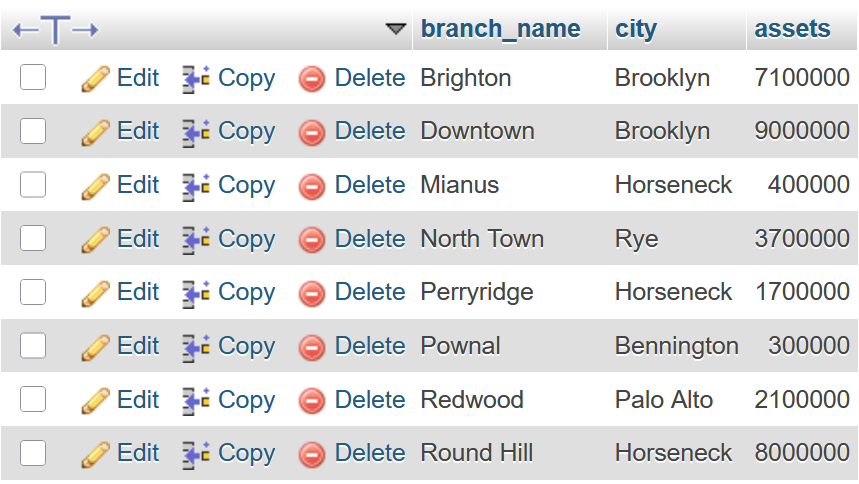 branch_name city assets
Edit Copy Delete Brighton Brooklyn 7100000
Edit Copy Delete Downtown Brooklyn 9000000
Edit Copy Delete Mianus Horseneck 400000
Edit Copy Delete North Town Rye 3700000
Edit Copy Delete Perryridge Horseneck 1700000
Edit Copy Delete Pownal Bennington 300000
Edit Copy Delete Redwood Palo Alto 2100000
Edit Copy Delete Round Hill Horseneck 8000000